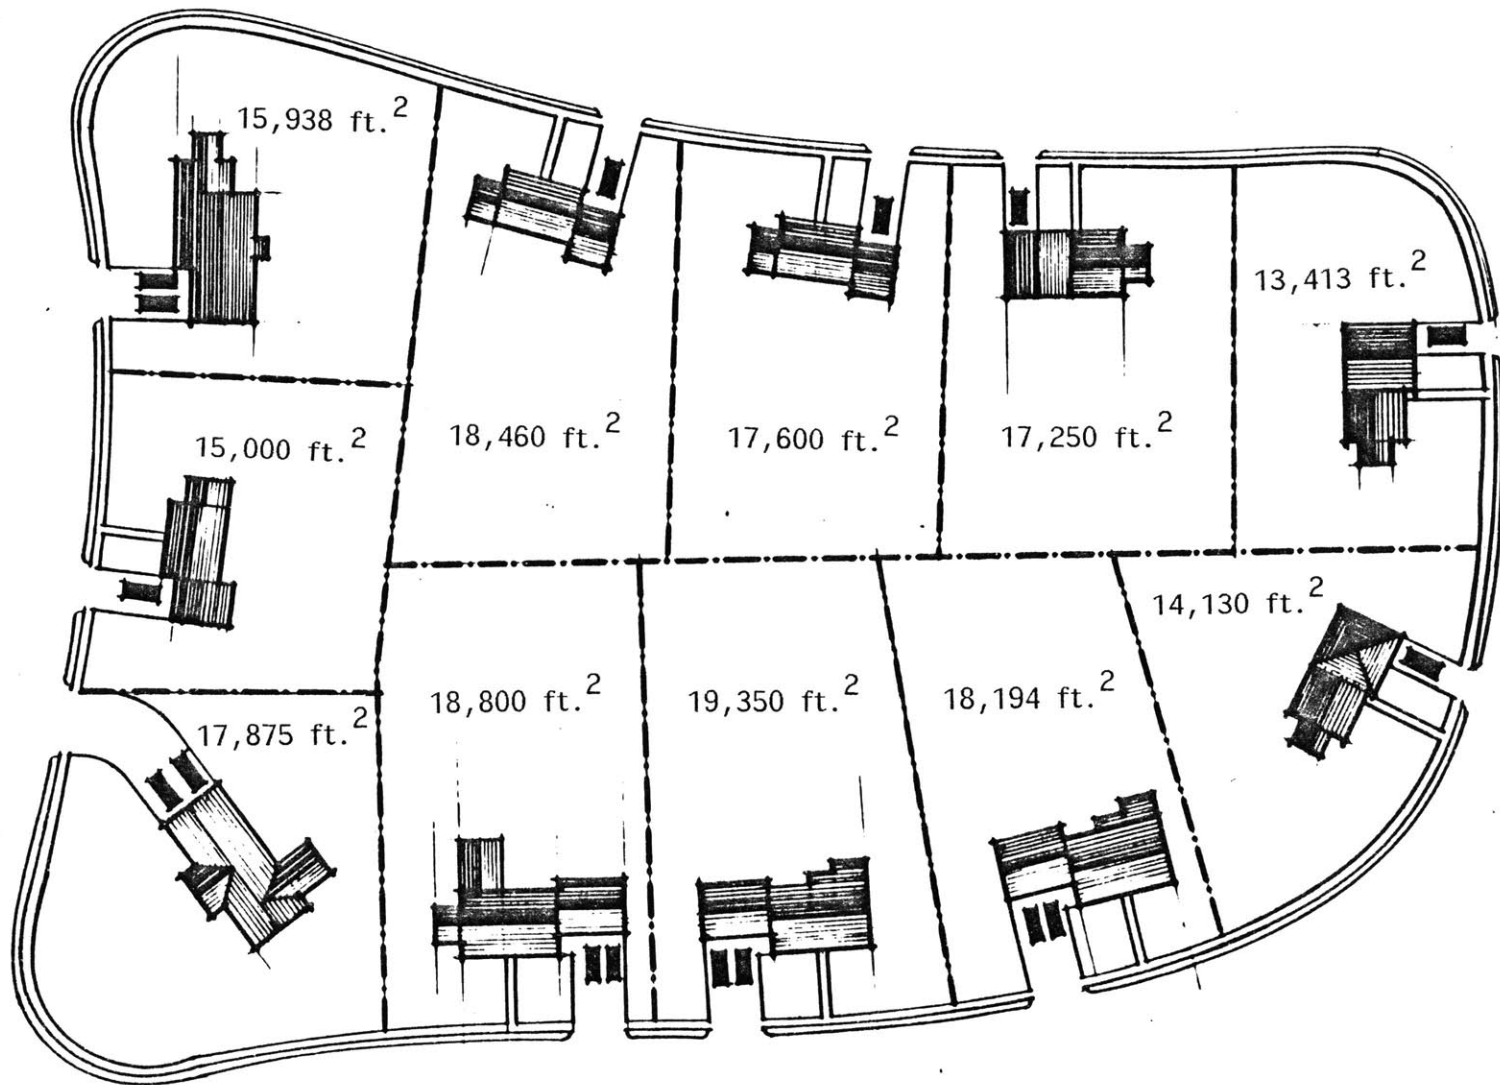 15,938 ft.²
13,413 ft.²
15,000 ft.²
18,460 ft.²
17,600 ft.²
17,250 ft.²
14,130 ft.²
17,875 ft.²
18,800 ft.²
19,350 ft.²
18,194 ft.²